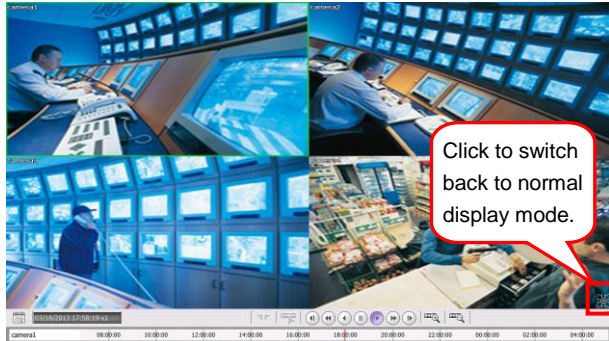 camera1
camera2
camera3
camera4
Click to switch
back to normal
display mode.
03/18/2013 17:58:19 x1
camera1 08:00:00 10:00:00 12:00:00 14:00:00 16:00:00 18:00:00 20:00:00 22:00:00 00:00:00 02:00:00 04:00:00